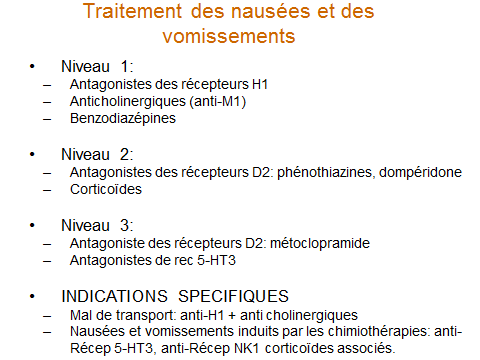 Traitement des nausées et des
vomissements
• Niveau 1:
– Antagonistes des récepteurs H1
– Anticholinergiques (anti-M1)
– Benzodiazépines
• Niveau 2:
– Antagonistes des récepteurs D2: phénothiazines, dompéridone
– Corticoïdes
• Niveau 3:
– Antagoniste des récepteurs D2: métoclopramide
– Antagonistes de rec 5-HT3
• INDICATIONS SPECIFIQUES
– Mal de transport: anti-H1 + anti cholinergiques
– Nausées et vomissements induits par les chimiothérapies: anti-
Récep 5-HT3, anti-Récep NK1 corticoïdes associés.